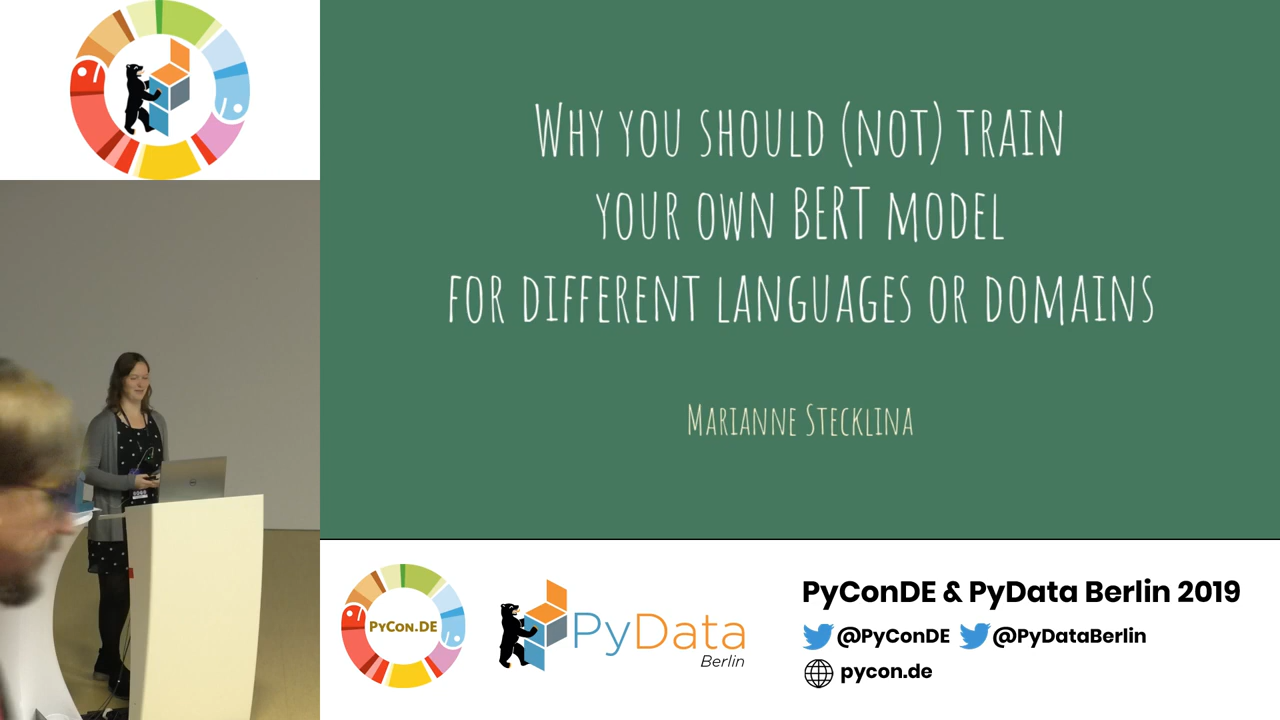 Why you should (not) train
your own BERT model
for different languages or domains
Marianne Stecklina
PyCon.DE
PyData
Berlin
PyConDE & PyData Berlin 2019
@PyConDE @PyDataBerlin
pycon.de